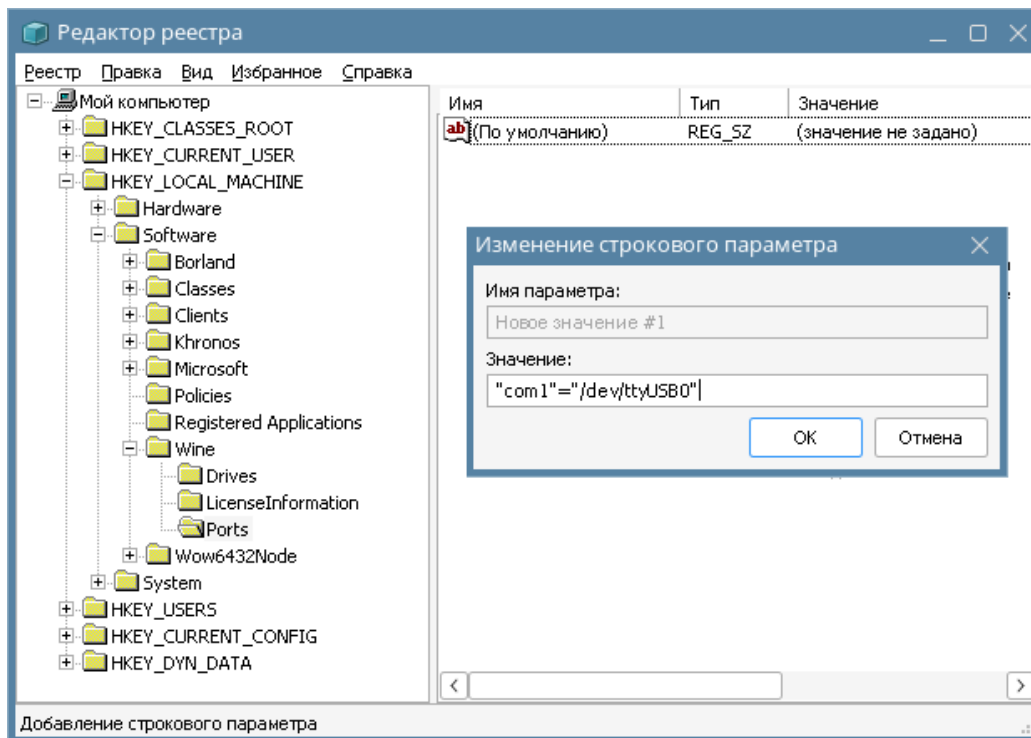 Редактор реестра
Реестр Правка Вид Избранное Справка
Мой компьютер
HKEY_CLASSES_ROOT
HKEY_CURRENT_USER
HKEY_LOCAL_MACHINE
Hardware
Software
Borland
Classes
Clients
Khronos
Microsoft
Policies
Registered Applications
Wine
Drives
LicenseInformation
Ports
Wow6432Node
System
HKEY_USERS
HKEY_CURRENT_CONFIG
HKEY_DYN_DATA
Имя Тип Значение
ab (По умолчанию) REG_SZ (значение не задано)
Изменение строкового параметра
Имя параметра:
Новое значение #1
Значение:
"com1"="/dev/ttyUSB0"
ОК Отмена
Добавление строкового параметра